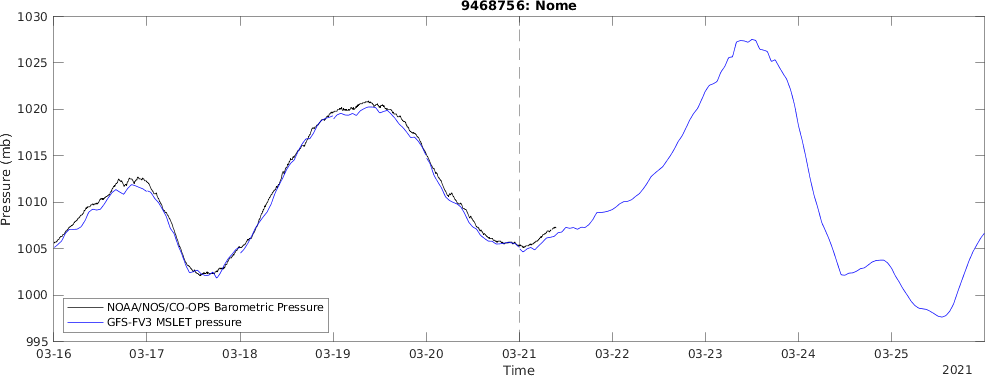 9468756: Nome
1030
1025
1020
1015
1010
1005
1000
995
Pressure (mb)
NOAA/NOS/CO-OPS Barometric Pressure
GFS-FV3 MSLET pressure
03-16 03-17 03-18 03-19 03-20 03-21 03-22 03-23 03-24 03-25
Time
2021